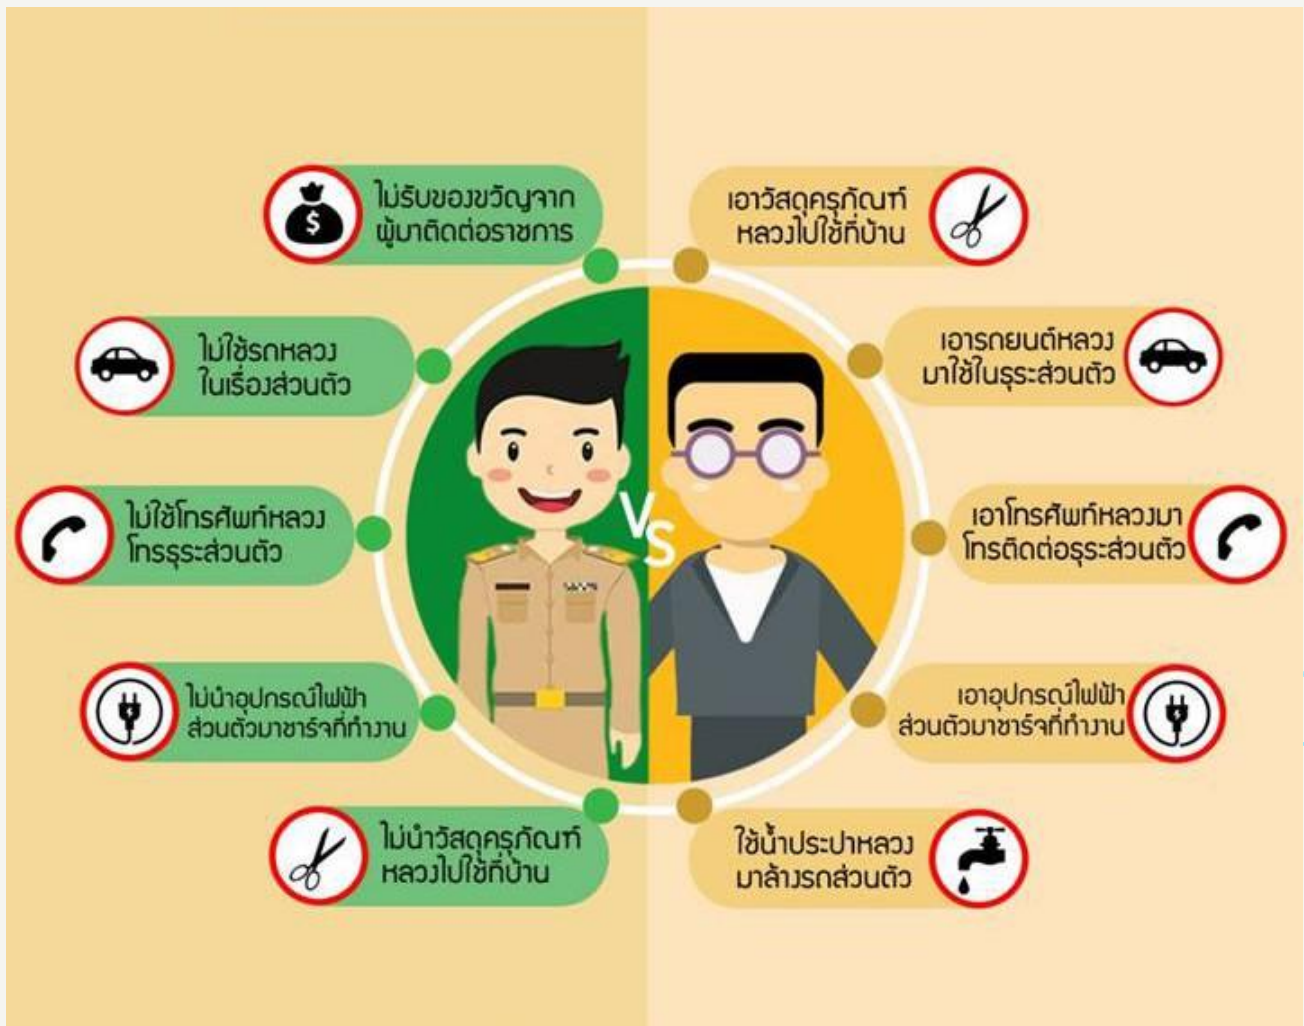 ไม่รับของขวัญจาก
ผู้มาติดต่อราชการ
ไม่ใช้รถหลวง
ในเรื่องส่วนตัว
ไม่ใช้โทรศัพท์หลวง
โทรธุระส่วนตัว
ไม่นำอุปกรณ์ไฟฟ้า
ส่วนตัวมาชาร์จที่ทำงาน
ไม่นำวัสดุครุภัณฑ์
หลวงไปใช้ที่บ้าน
VS
เอาวัสดุครุภัณฑ์
หลวงไปใช้ที่บ้าน
เอารถยนต์หลวง
มาใช้ในธุระส่วนตัว
เอาโทรศัพท์หลวงมา
โทรติดต่อธุระส่วนตัว
เอาอุปกรณ์ไฟฟ้า
ส่วนตัวมาชาร์จที่ทำงาน
ใช้น้ำประปาหลวง
มาล้างรถส่วนตัว